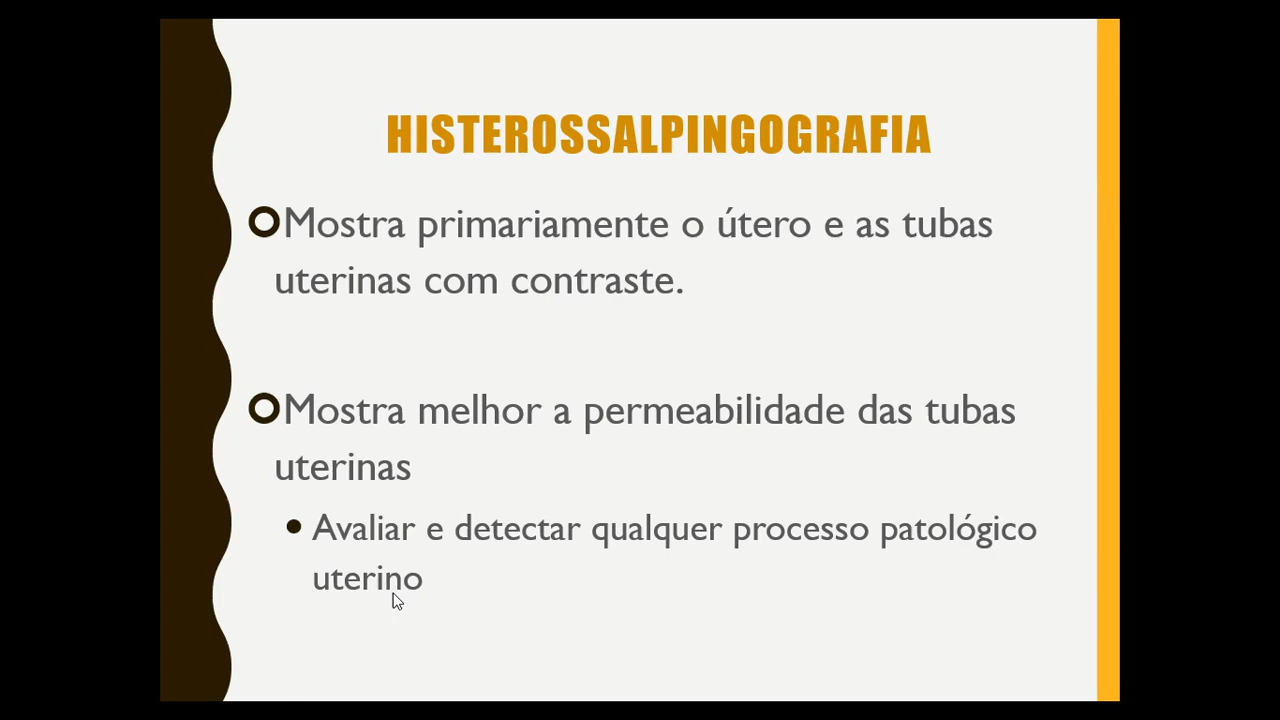 HISTEROSSALPINGOGRAFIA
Mostra primariamente o útero e as tubas
uterinas com contraste.
Mostra melhor a permeabilidade das tubas
uterinas
Avaliar e detectar qualquer processo patológico
uterino